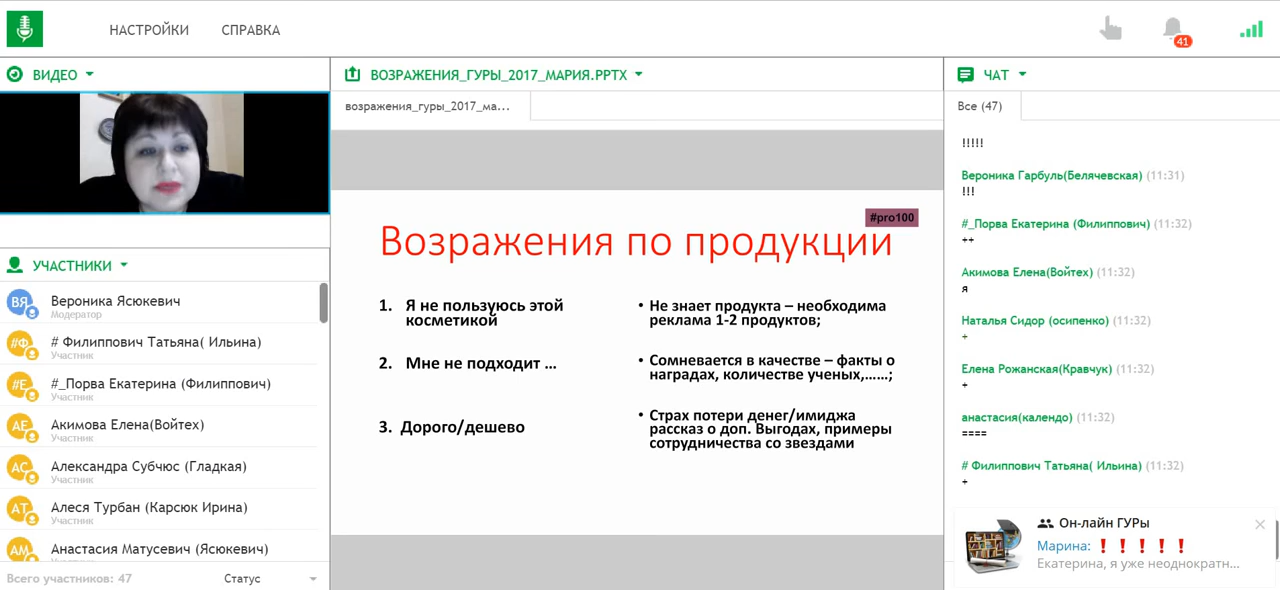 НАСТРОЙКИ
СПРАВКА
41
ВИДЕО
ВОЗРАЖЕНИЯ_ГУРЫ_2017_МАРИЯ.PPTX
ЧАТ
возражения_гуры_2017_ма...
Все (47)
УЧАСТНИКИ
ВЯ
Вероника Ясюкевич
Модератор
#Ф
# Филиппович Татьяна( Ильина)
Участник
#Е
#_Порва Екатерина (Филиппович)
Участник
АЕ
Акимова Елена(Войтех)
Участник
АС
Александра Субчюс (Гладкая)
Участник
АТ
Алеся Турбан (Карсюк Ирина)
Участник
АМ
Анастасия Матусевич (Ясюкевич)
Всего участников: 47
Статус
#pro100
Возражения по продукции
1. Я не пользуюсь этой
косметикой
2. Мне не подходит ...
3. Дорого/дешево
• Не знает продукта – необходима
реклама 1-2 продуктов;
• Сомневается в качестве – факты о
наградах, количестве ученых,......;
• Страх потери денег/имиджа
рассказ о доп. Выгодах, примеры
сотрудничества со звездами
!!!!!
Вероника Гарбуль(Белячевская) (11:31)
!!!
#_Порва Екатерина (Филиппович) (11:32)
++
Акимова Елена(Войтех) (11:32)
я
Наталья Сидор (осипенко) (11:32)
+
Елена Рожанская(Кравчук) (11:32)
+
анастасия(календо) (11:32)
====
# Филиппович Татьяна( Ильина) (11:32)
+
Он-лайн ГУРы
Марина: ❗❗❗❗❗
Екатерина, я уже неоднократн...